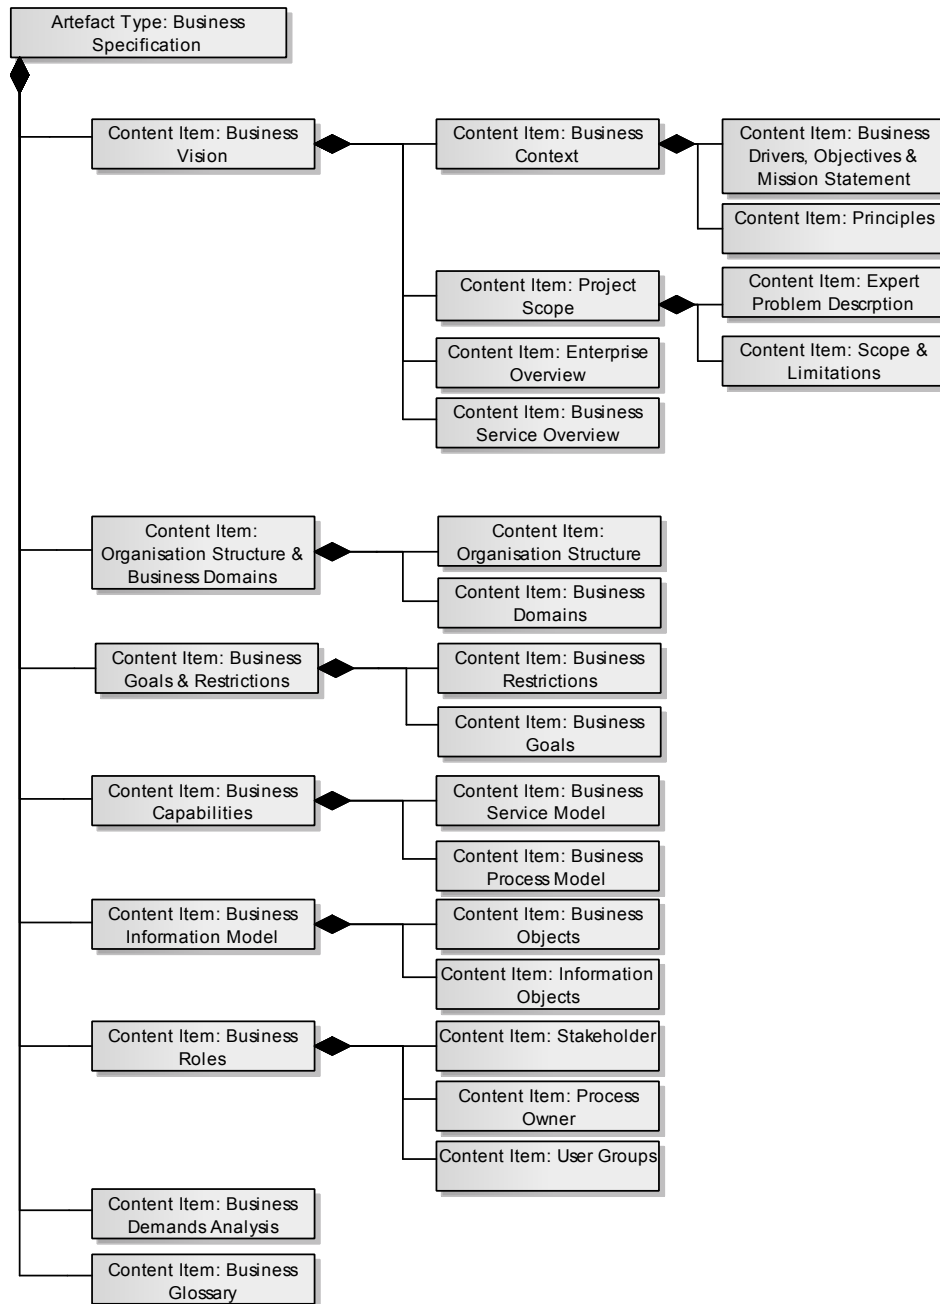 Artefact Type: Business
Specification
Content Item: Business
Vision
Content Item: Business
Context
Content Item: Business
Drivers, Objectives &
Mission Statement
Content Item: Principles
Content Item: Project
Scope
Content Item: Expert
Problem Descrption
Content Item: Scope &
Limitations
Content Item: Enterprise
Overview
Content Item: Business
Service Overview
Content Item:
Organisation Structure &
Business Domains
Content Item:
Organisation Structure
Content Item: Business
Domains
Content Item: Business
Goals & Restrictions
Content Item: Business
Restrictions
Content Item: Business
Goals
Content Item: Business
Capabilities
Content Item: Business
Service Model
Content Item: Business
Process Model
Content Item: Business
Information Model
Content Item: Business
Objects
Content Item: Information
Objects
Content Item: Business
Roles
Content Item: Stakeholder
Content Item: Process
Owner
Content Item: User Groups
Content Item: Business
Demands Analysis
Content Item: Business
Glossary